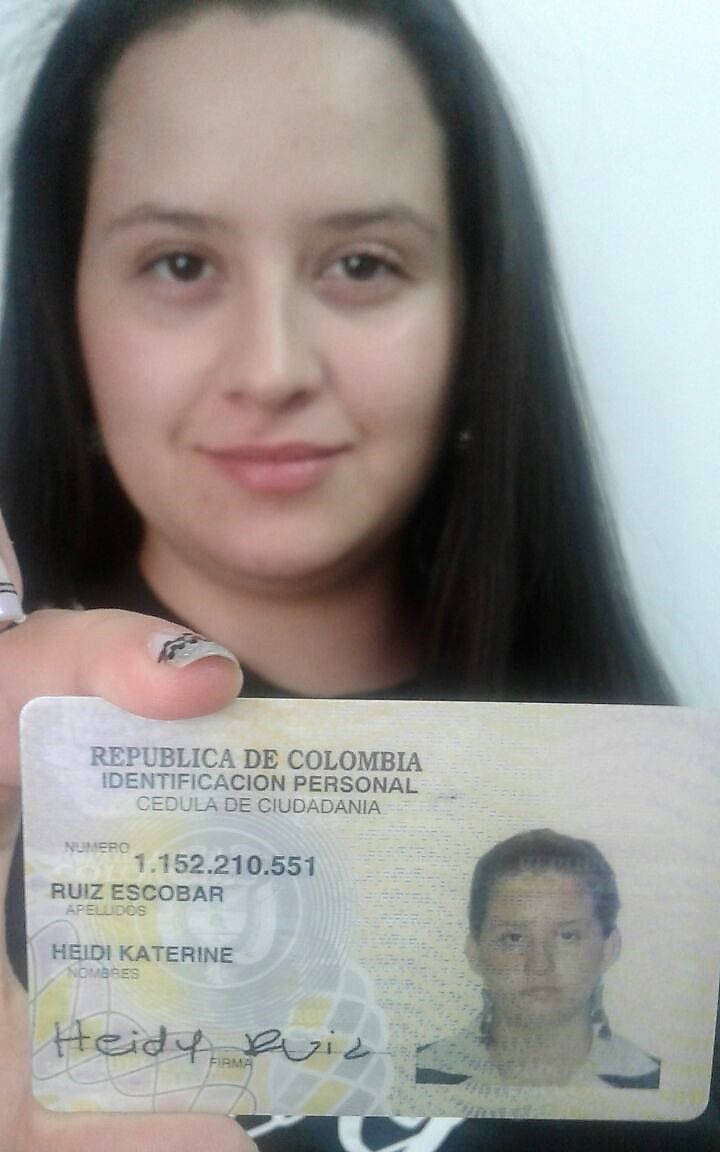 REPUBLICA DE COLOMBIA
IDENTIFICACION PERSONAL
CEDULA DE CIUDADANIA
NUMERO 1.152.210.551
RUIZ ESCOBAR
APELLIDOS
HEIDI KATERINE
NOMBRES
Heidy Ruiz
FIRMA